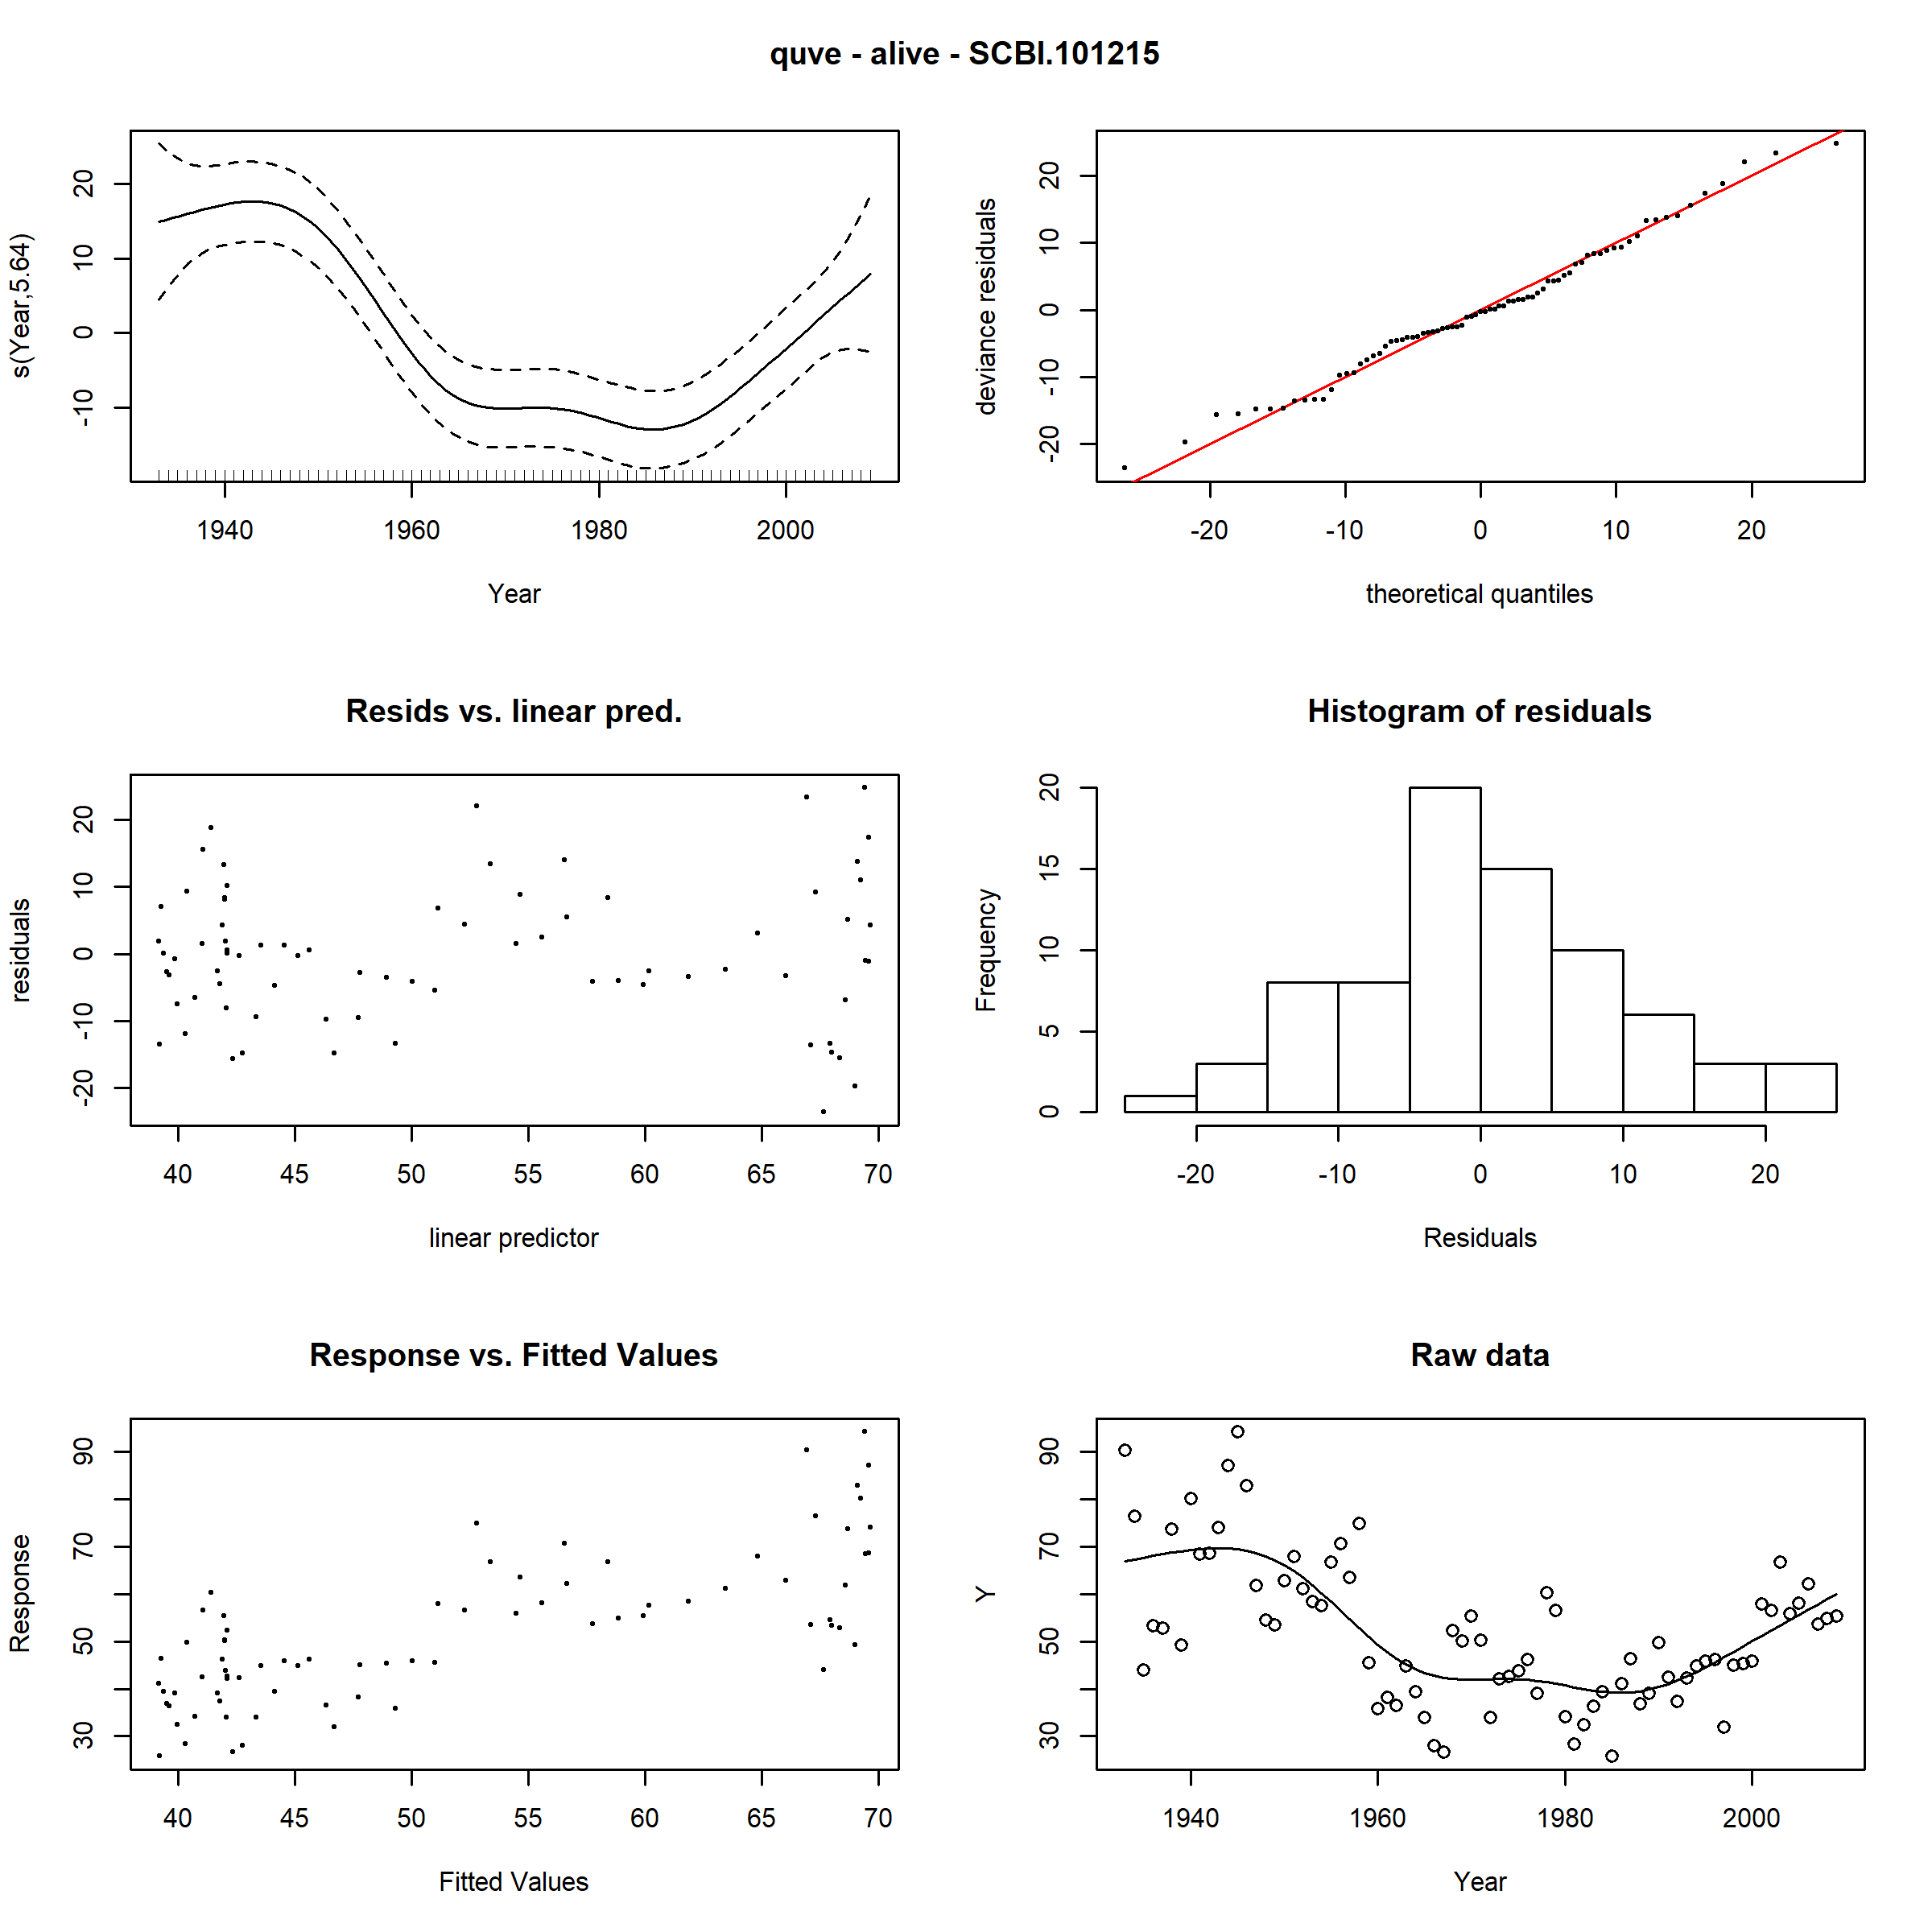 quve - alive - SCBI.101215
s(Year,5.64)
20
10
0
-10
1940 1960 1980 2000
Year
deviance residuals
20
10
0
-10
-20
-20 -10 0 10 20
theoretical quantiles
Resids vs. linear pred.
residuals
20
10
0
-10
-20
40 45 50 55 60 65 70
linear predictor
Histogram of residuals
Frequency
20
15
10
5
0
-20 -10 0 10 20
Residuals
Response vs. Fitted Values
Response
90
70
50
30
40 45 50 55 60 65 70
Fitted Values
Raw data
Y
90
70
50
30
1940 1960 1980 2000
Year